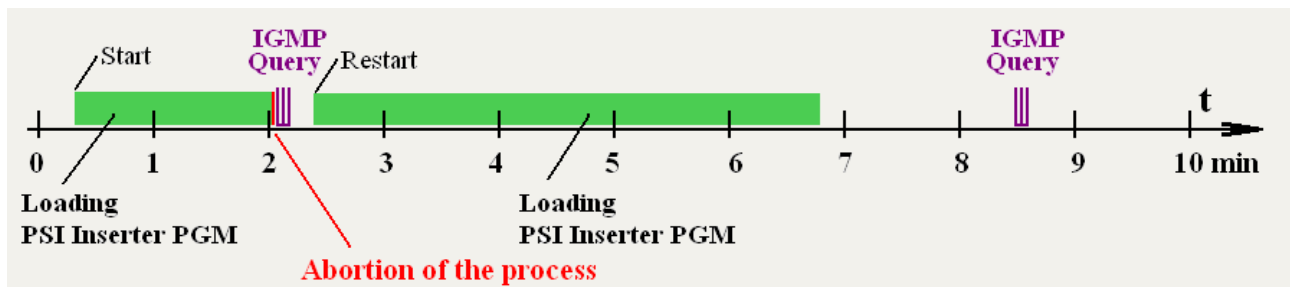 Start
IGMP
Query
Restart
IGMP
Query
t
0 1 2 3 4 5 6 7 8 9 10 min
Loading
PSI Inserter PGM
Loading
PSI Inserter PGM
Abortion of the process